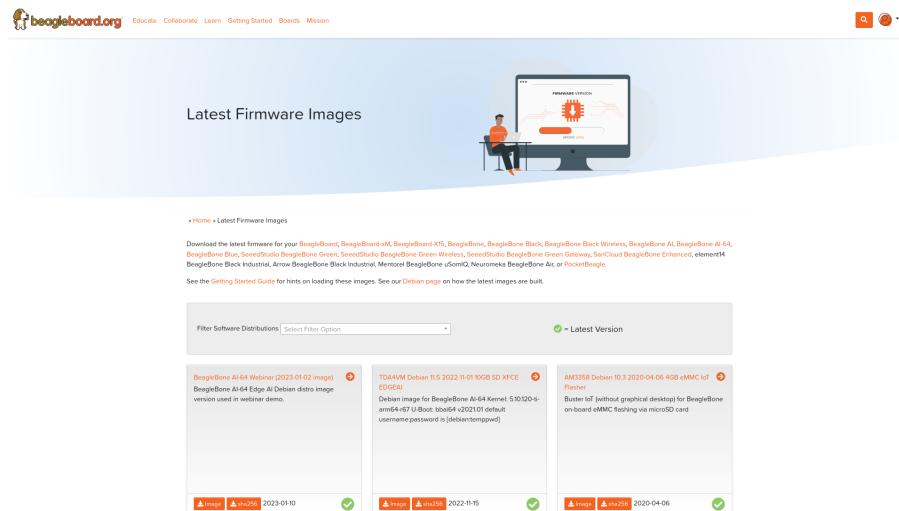 beagleboard.org
Educate Collaborate Learn Getting Started Boards Mission
FIRMWARE VERSION
Latest Firmware Images
» Home » Latest Firmware Images
Download the latest firmware for your BeagleBoard, BeagleBoard-xM, BeagleBoard-X15, BeagleBone, BeagleBone Black, BeagleBone Black Wireless, BeagleBone AI, BeagleBone AI-64,
BeagleBone Blue, SeeedStudio BeagleBone Green, SeeedStudio BeagleBone Green Wireless, SeeedStudio BeagleBone Green Gateway, SanCloud BeagleBone Enhanced, element14
BeagleBone Black Industrial, Arrow BeagleBone Black Industrial, Mentorel BeagleBone uSomIQ, Neuromeka BeagleBone Air, or PocketBeagle.
See the Getting Started Guide for hints on loading these images. See our Debian page on how the latest images are built.
Filter Software Distributions Select Filter Option = Latest Version
BeagleBone AI-64 Webinar (2023-01-02 image)
BeagleBone AI-64 Edge AI Debian distro image
version used in webinar demo.
Image sha256 2023-01-10
TDA4VM Debian 11.5 2022-11-01 10GB SD XFCE
EDGEAI
Debian image for BeagleBone AI-64 Kernel: 5.10.120-ti-
arm64-r67 U-Boot: bbai64 v2021.01 default
username:password is [debian:temppwd]
Image sha256 2022-11-15
AM3358 Debian 10.3 2020-04-06 4GB eMMC IoT
Flasher
Buster IoT (without graphical desktop) for BeagleBone
on-board eMMC flashing via microSD card
Image sha256 2020-04-06